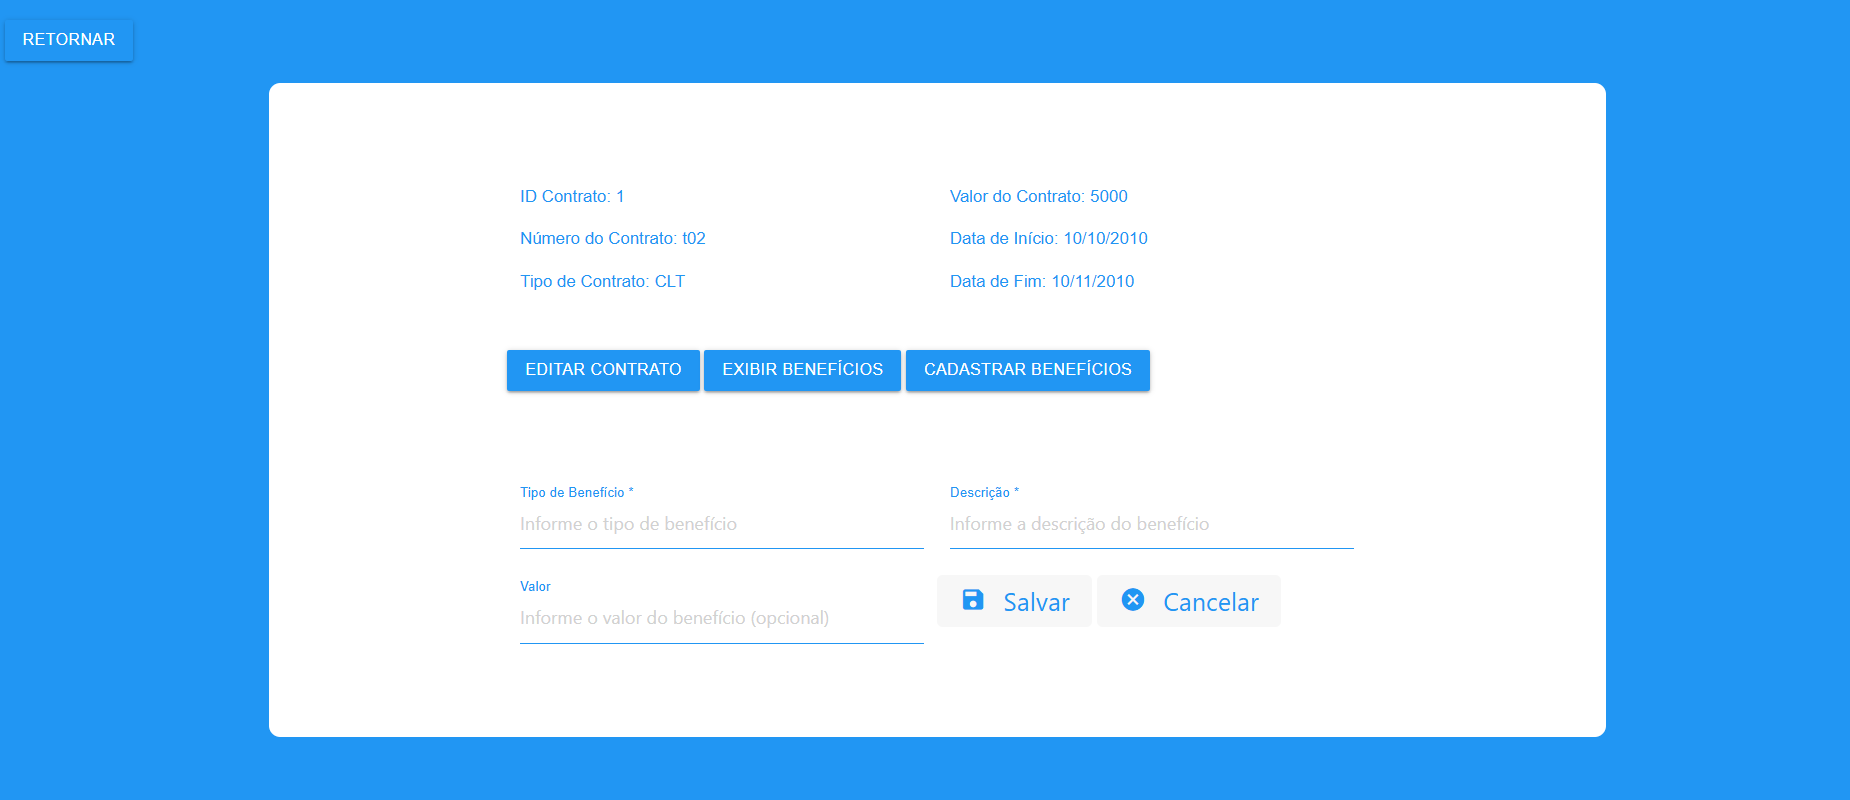 RETORNAR
ID Contrato: 1
Valor do Contrato: 5000
Número do Contrato: t02
Data de Início: 10/10/2010
Tipo de Contrato: CLT
Data de Fim: 10/11/2010
EDITAR CONTRATO
EXIBIR BENEFÍCIOS
CADASTRAR BENEFÍCIOS
Tipo de Benefício *
Informe o tipo de benefício
Descrição *
Informe a descrição do benefício
Valor
Informe o valor do benefício (opcional)
Salvar
Cancelar